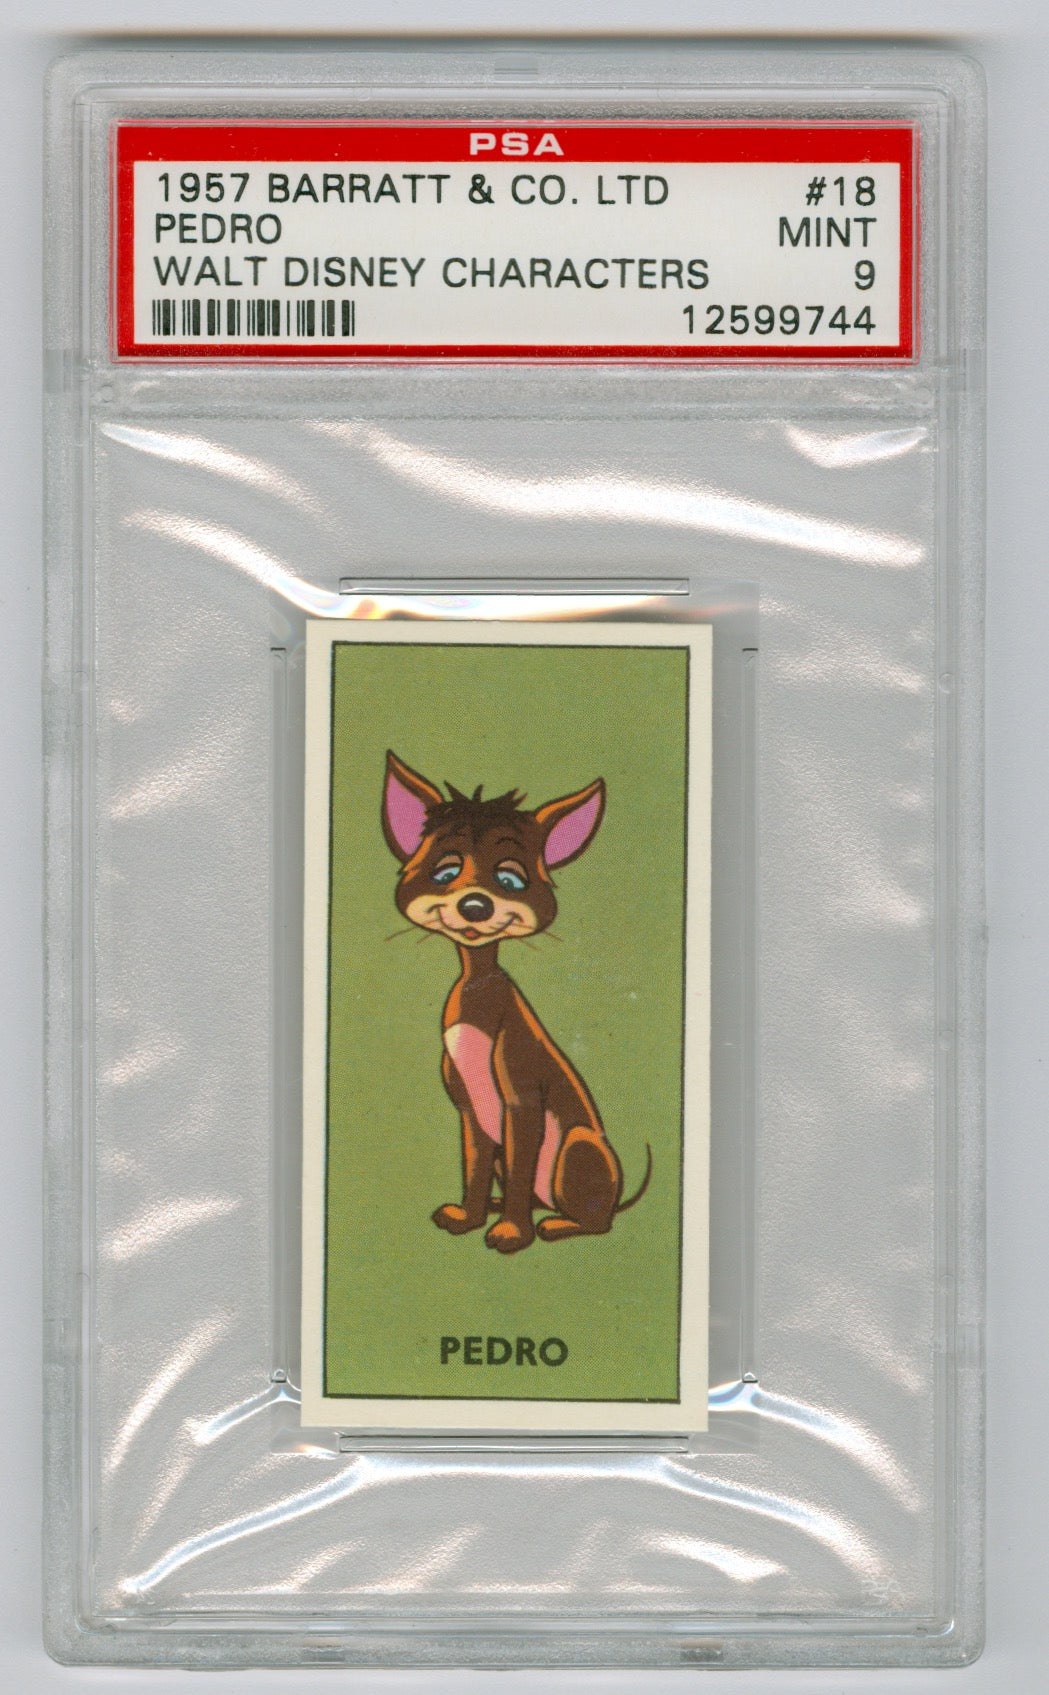 PSA
1957 BARRATT & CO. LTD #18
PEDRO MINT
WALT DISNEY CHARACTERS 9
12599744
PEDRO